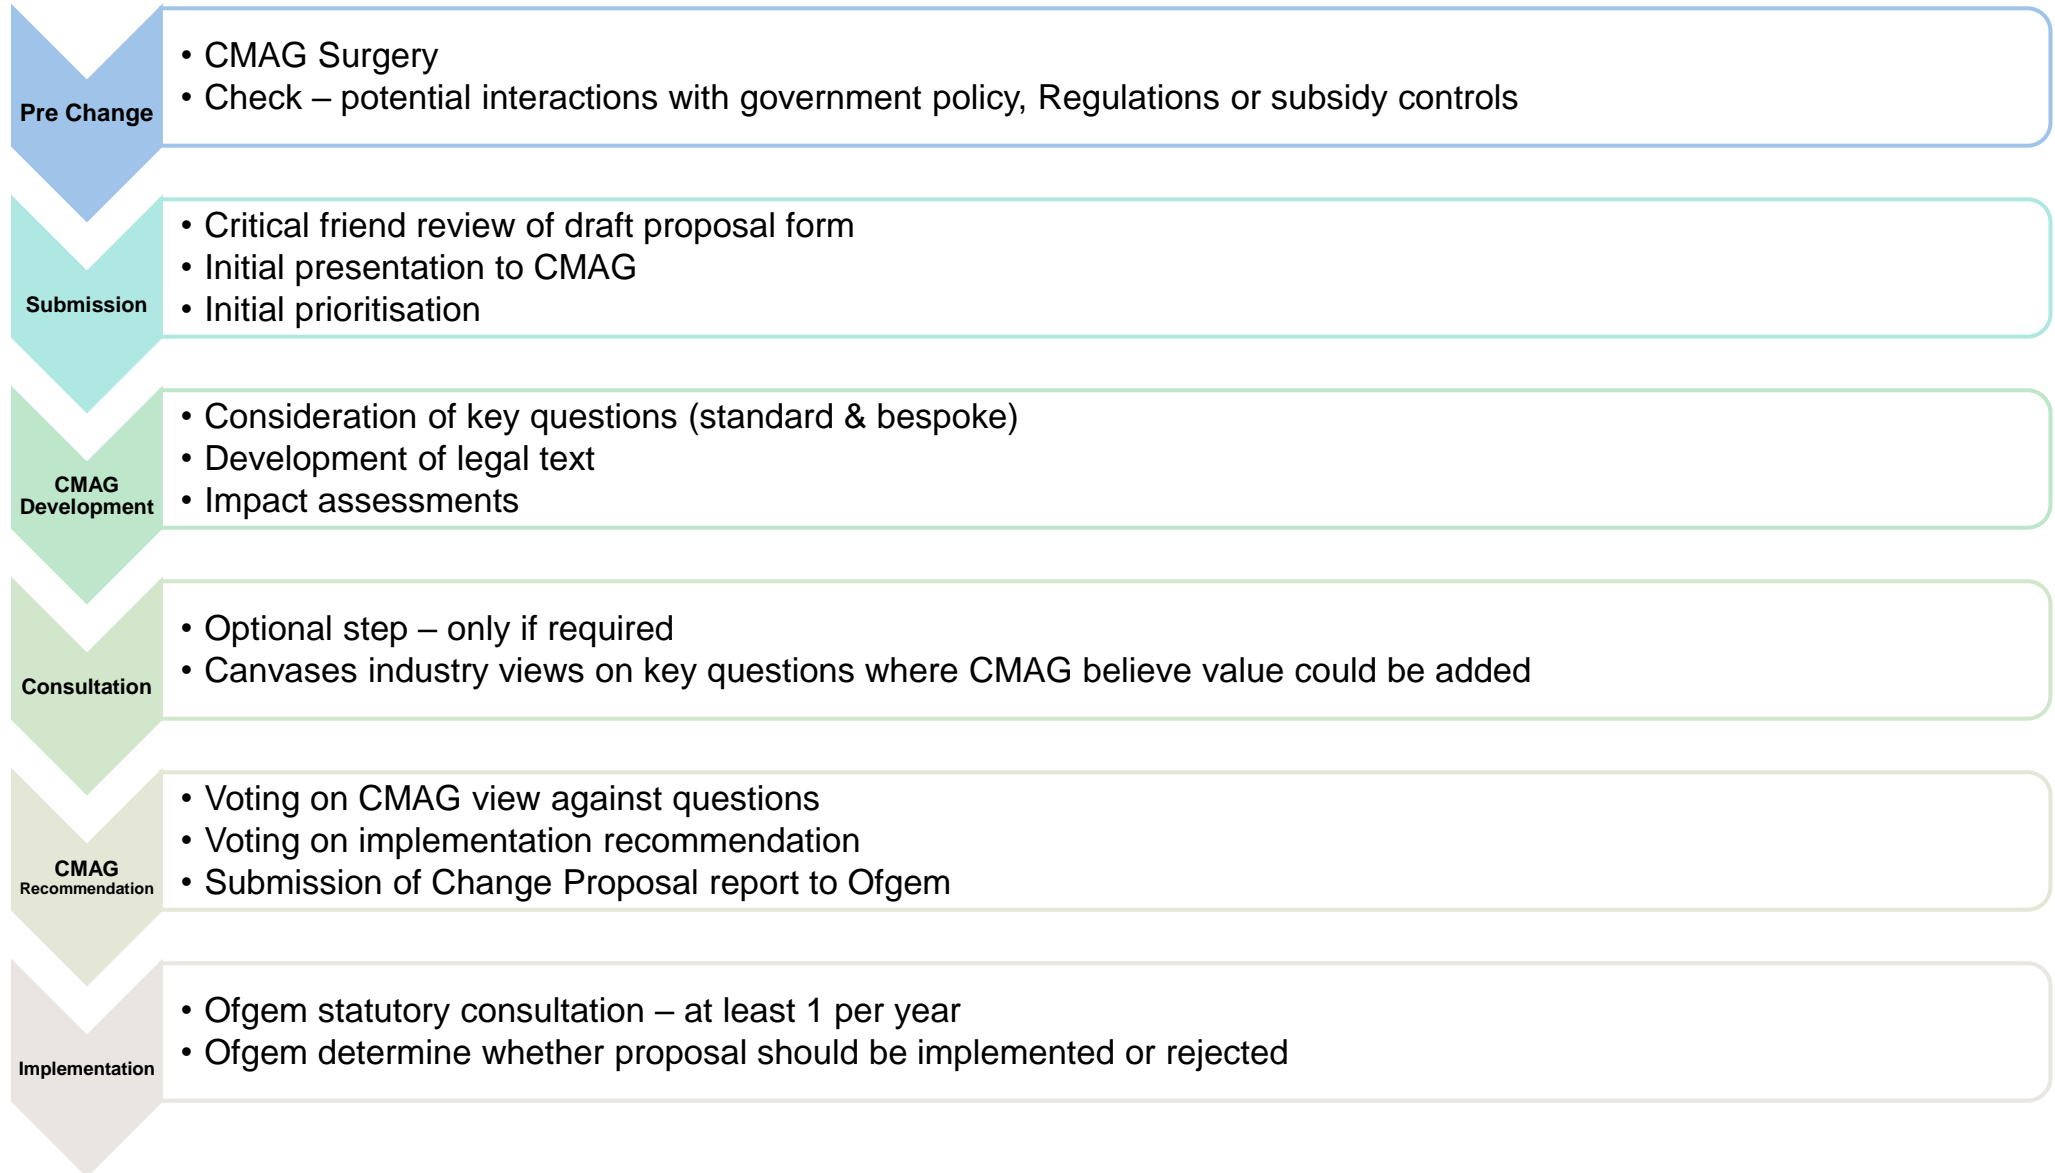 Pre Change
• CMAG Surgery
• Check – potential interactions with government policy, Regulations or subsidy controls
Submission
• Critical friend review of draft proposal form
• Initial presentation to CMAG
• Initial prioritisation
CMAG
Development
• Consideration of key questions (standard & bespoke)
• Development of legal text
• Impact assessments
Consultation
• Optional step – only if required
• Canvases industry views on key questions where CMAG believe value could be added
CMAG
Recommendation
• Voting on CMAG view against questions
• Voting on implementation recommendation
• Submission of Change Proposal report to Ofgem
Implementation
• Ofgem statutory consultation – at least 1 per year
• Ofgem determine whether proposal should be implemented or rejected